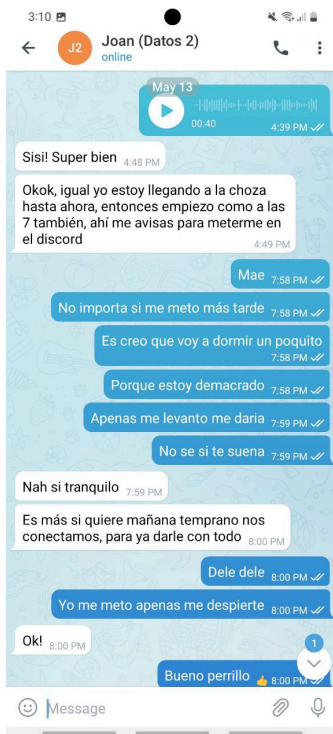 3:10
J2
Joan (Datos 2)
online
May 13
00:40
4:39 PM
Sisi! Super bien 4:48 PM
Okok, igual yo estoy llegando a la choza
hasta ahora, entonces empiezo como a las
7 también, ahí me avisas para meterme en
el discord
4:49 PM
Mae 7:58 PM
No importa si me meto más tarde 7:58 PM
Es creo que voy a dormir un poquito
7:58 PM
Porque estoy demacrado 7:58 PM
Apenas me levanto me daria 7:59 PM
No se si te suena 7:59 PM
Nah si tranquilo 7:59 PM
Es más si quiere mañana temprano nos
conectamos, para ya darle con todo 8:00 PM
Dele dele 8:00 PM
Yo me meto apenas me despierte 8:00 PM
Ok! 8:00 PM
1
Bueno perrillo 👍 8:00 PM
Message